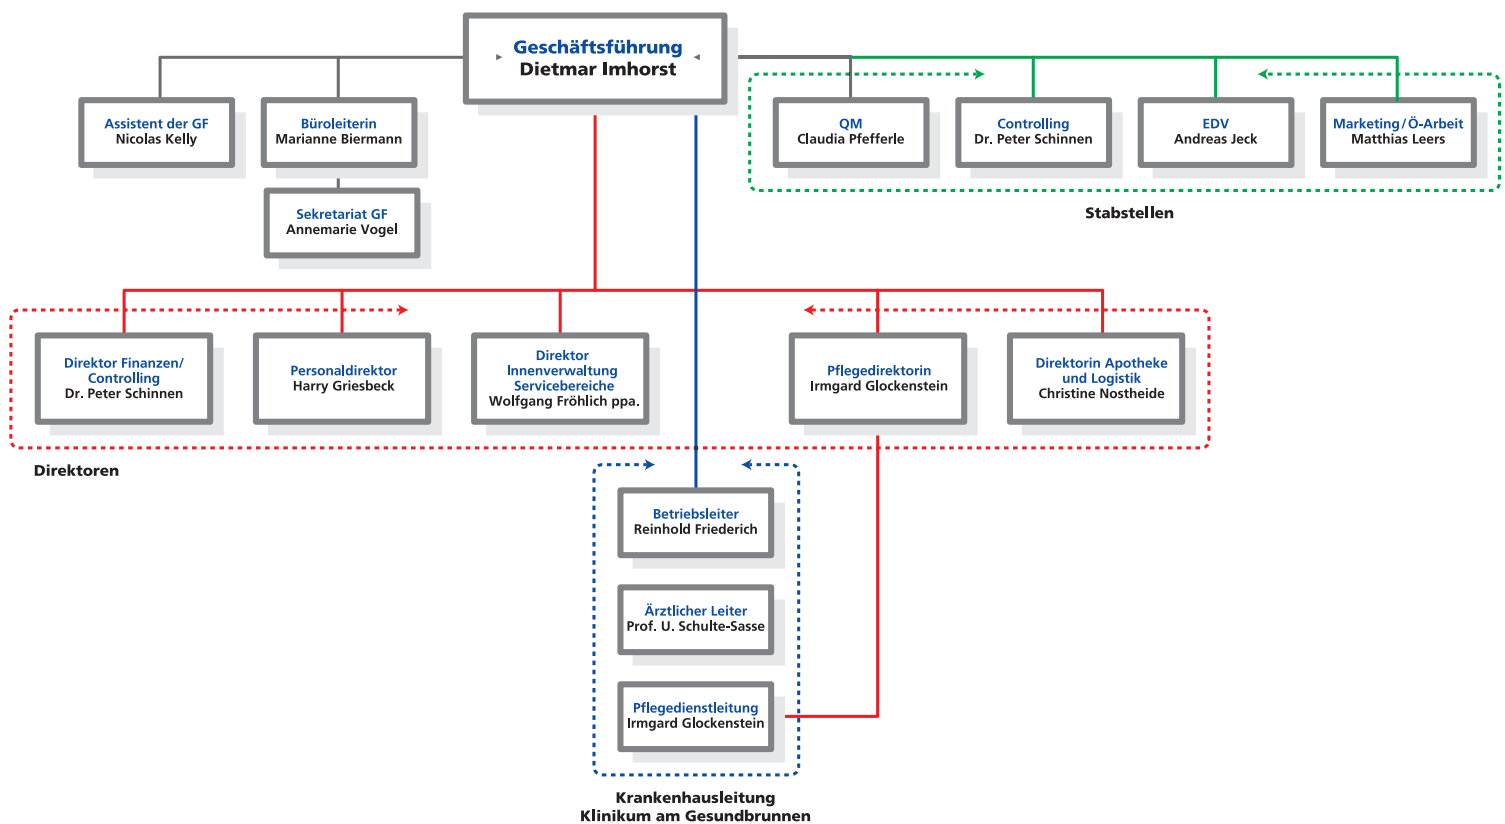 Geschäftsführung
Dietmar Imhorst
Assistent der GF
Nicolas Kelly
Büroleiterin
Marianne Biermann
Sekretariat GF
Annemarie Vogel
QM
Claudia Pfefferle
Controlling
Dr. Peter Schinnen
EDV
Andreas Jeck
Marketing/Ö-Arbeit
Matthias Leers
Stabstellen
Direktor Finanzen/
Controlling
Dr. Peter Schinnen
Personaldirektor
Harry Griesbeck
Direktor
Innenverwaltung
Servicebereiche
Wolfgang Fröhlich ppa.
Pflegedirektorin
Irmgard Glockenstein
Direktorin Apotheke
und Logistik
Christine Nostheide
Direktoren
Betriebsleiter
Reinhold Friederich
Ärztlicher Leiter
Prof. U. Schulte-Sasse
Pflegedienstleitung
Irmgard Glockenstein
Krankenhausleitung
Klinikum am Gesundbrunnen